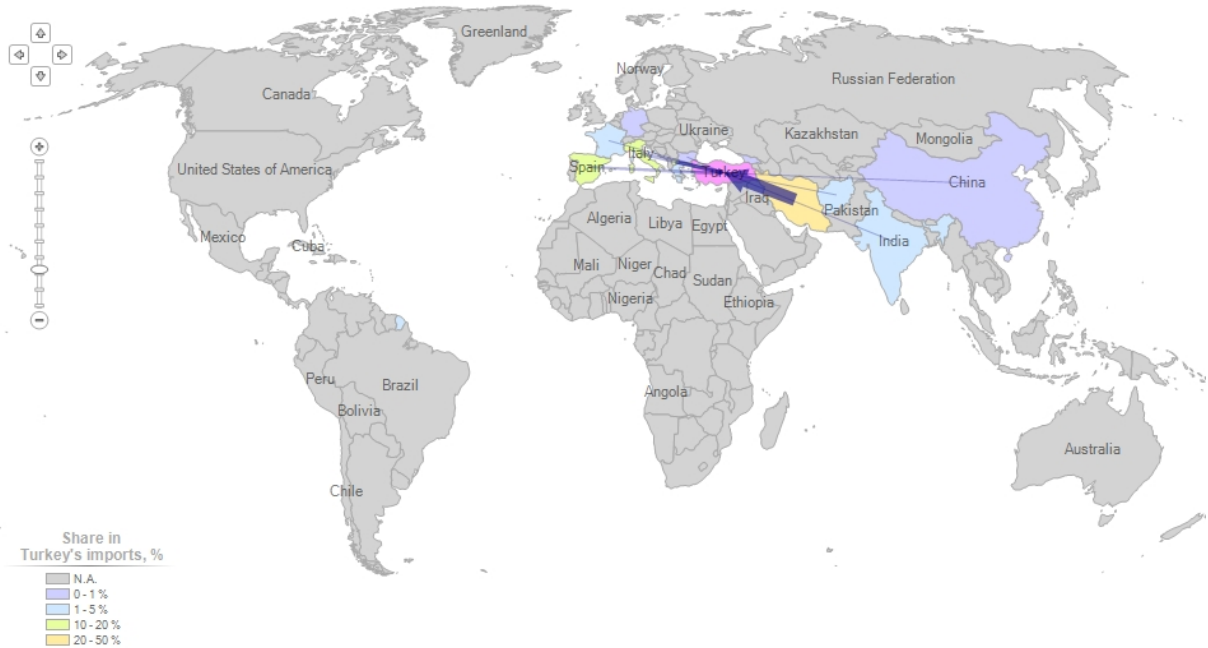 Greenland
Norway
Russian Federation
Canada
Ukraine
Kazakhstan
Mongolia
Italy
United States of America
Spain
Turkey
China
Iraq
Pakistan
Mexico
Cuba
Algeria
Libya
Egypt
India
Mali
Niger
Chad
Sudan
Nigeria
Ethiopia
Peru
Brazil
Angola
Bolivia
Australia
Chile
Share in
Turkey's imports, %
N.A.
0 - 1 %
1 - 5 %
10 - 20 %
20 - 50 %